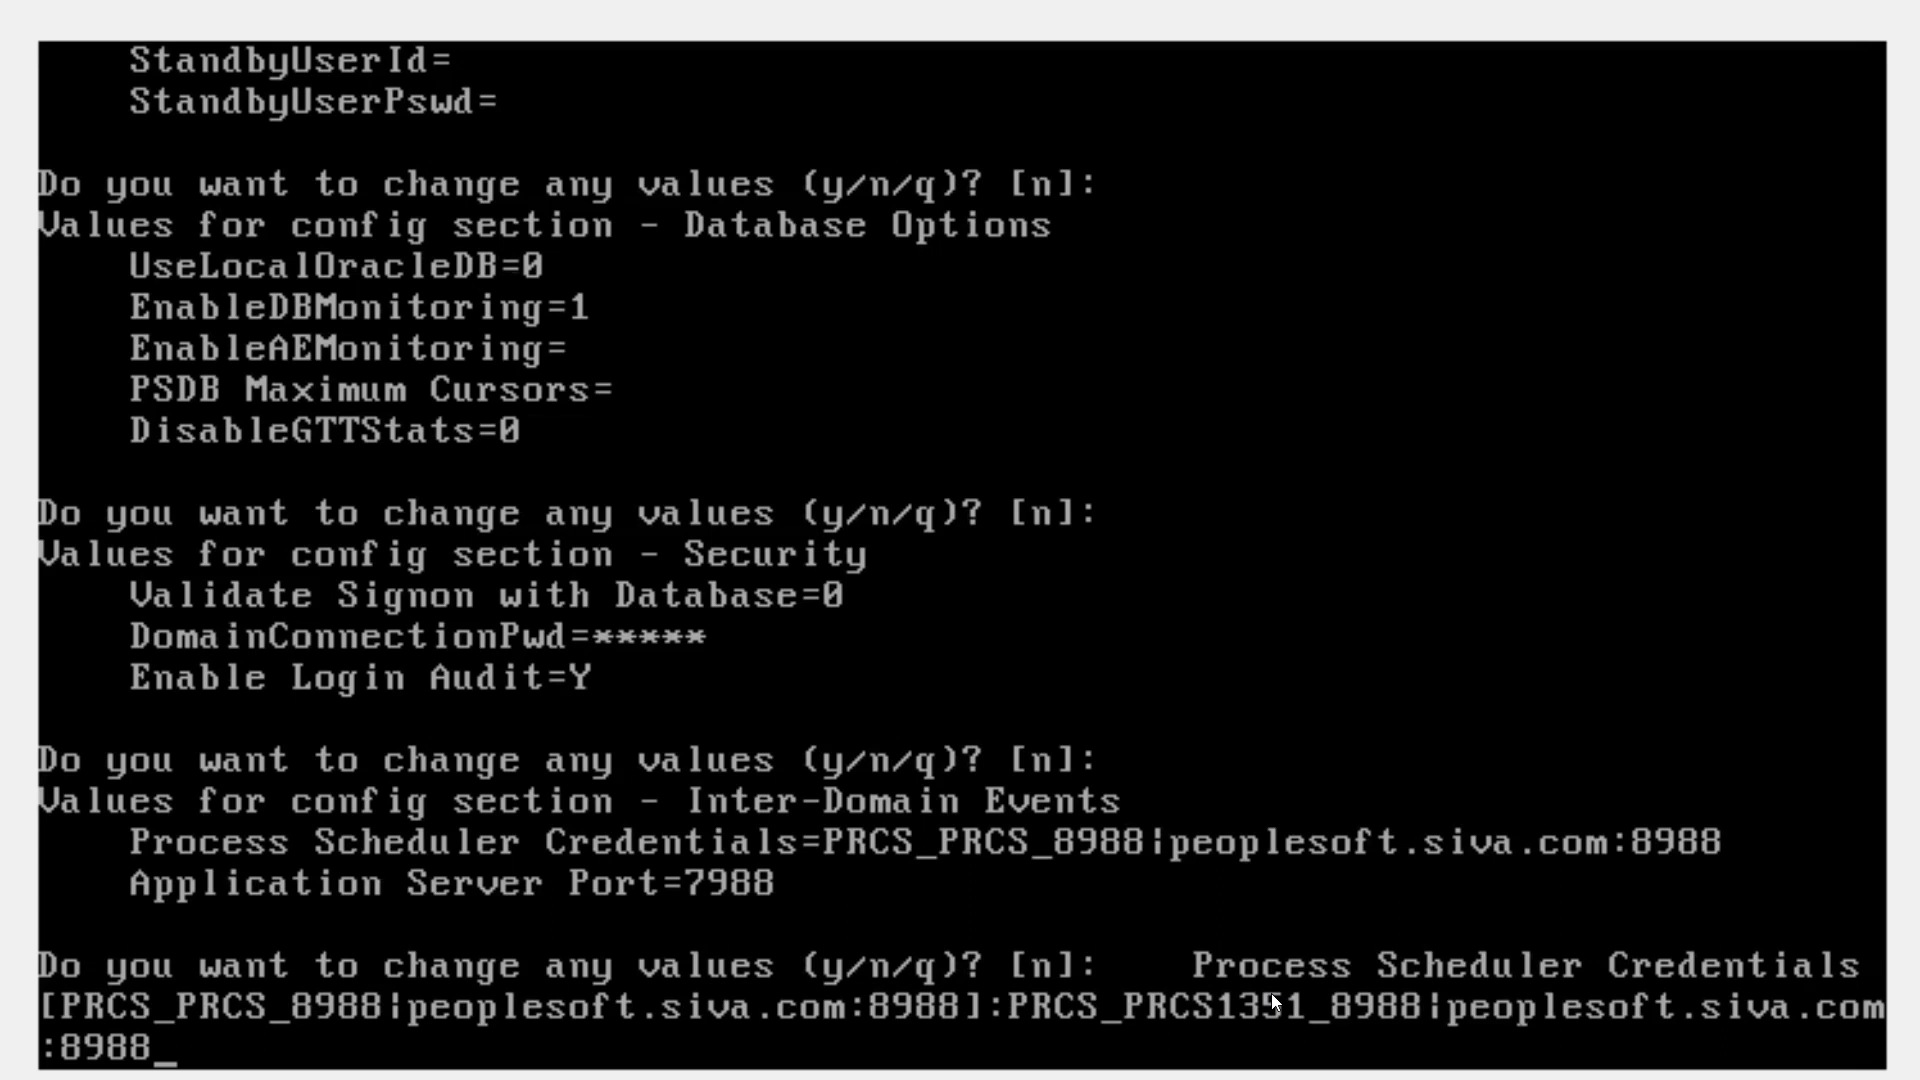 StandbyUserId=
StandbyUserPswd=
Do you want to change any values (y/n/q)? [n]:
Values for config section - Database Options
UseLocalOracleDB=0
EnableDBMonitoring=1
EnableAEMonitoring=
PSDB Maximum Cursors=
DisableGTTStats=0
Do you want to change any values (y/n/q)? [n]:
Values for config section - Security
Validate Signon with Database=0
DomainConnectionPwd=*****
Enable Login Audit=Y
Do you want to change any values (y/n/q)? [n]:
Values for config section - Inter-Domain Events
Process Scheduler Credentials=PRCS_PRCS_8988|peoplesoft.siva.com:8988
Application Server Port=7988
Do you want to change any values (y/n/q)? [n]:    Process Scheduler Credentials
[PRCS_PRCS_8988|peoplesoft.siva.com:8988]:PRCS_PRCS1351_8988|peoplesoft.siva.com
:8988_